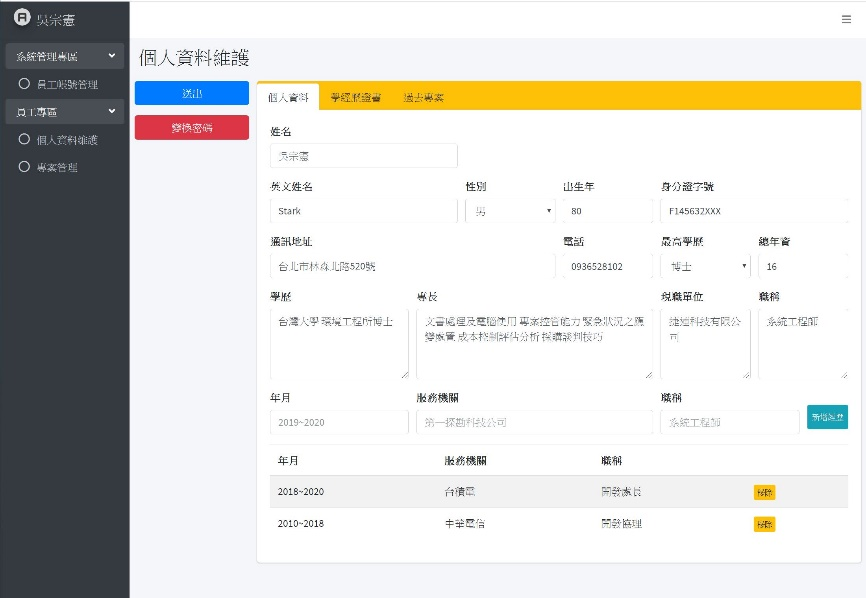 吳宗憲
系統管理專區
員工帳號管理
員工專區
個人資料維護
專案管理
個人資料維護
送出
變換密碼
個人資料 學經歷證書 過去專案
姓名
吳宗憲
英文姓名 性別 出生年 身分證字號
Stark 男 80 F145632XXX
通訊地址 電話 最高學歷 總年資
台北市林森北路520號 0936528102 博士 16
學歷 專長 現職單位 職稱
台灣大學 環境工程所博士 文書處理及電腦使用 專案控管能力 緊急狀況之應 捷迅科技有限公 系統工程師
變處置 成本控制評估分析 採購談判技巧 司
年月 服務機關 職稱
2019~2020 第一探勘科技公司 系統工程師 新增經歷
年月 服務機關 職稱
2018~2020 台積電 開發處長 移除
2010~2018 中華電信 開發協理 移除